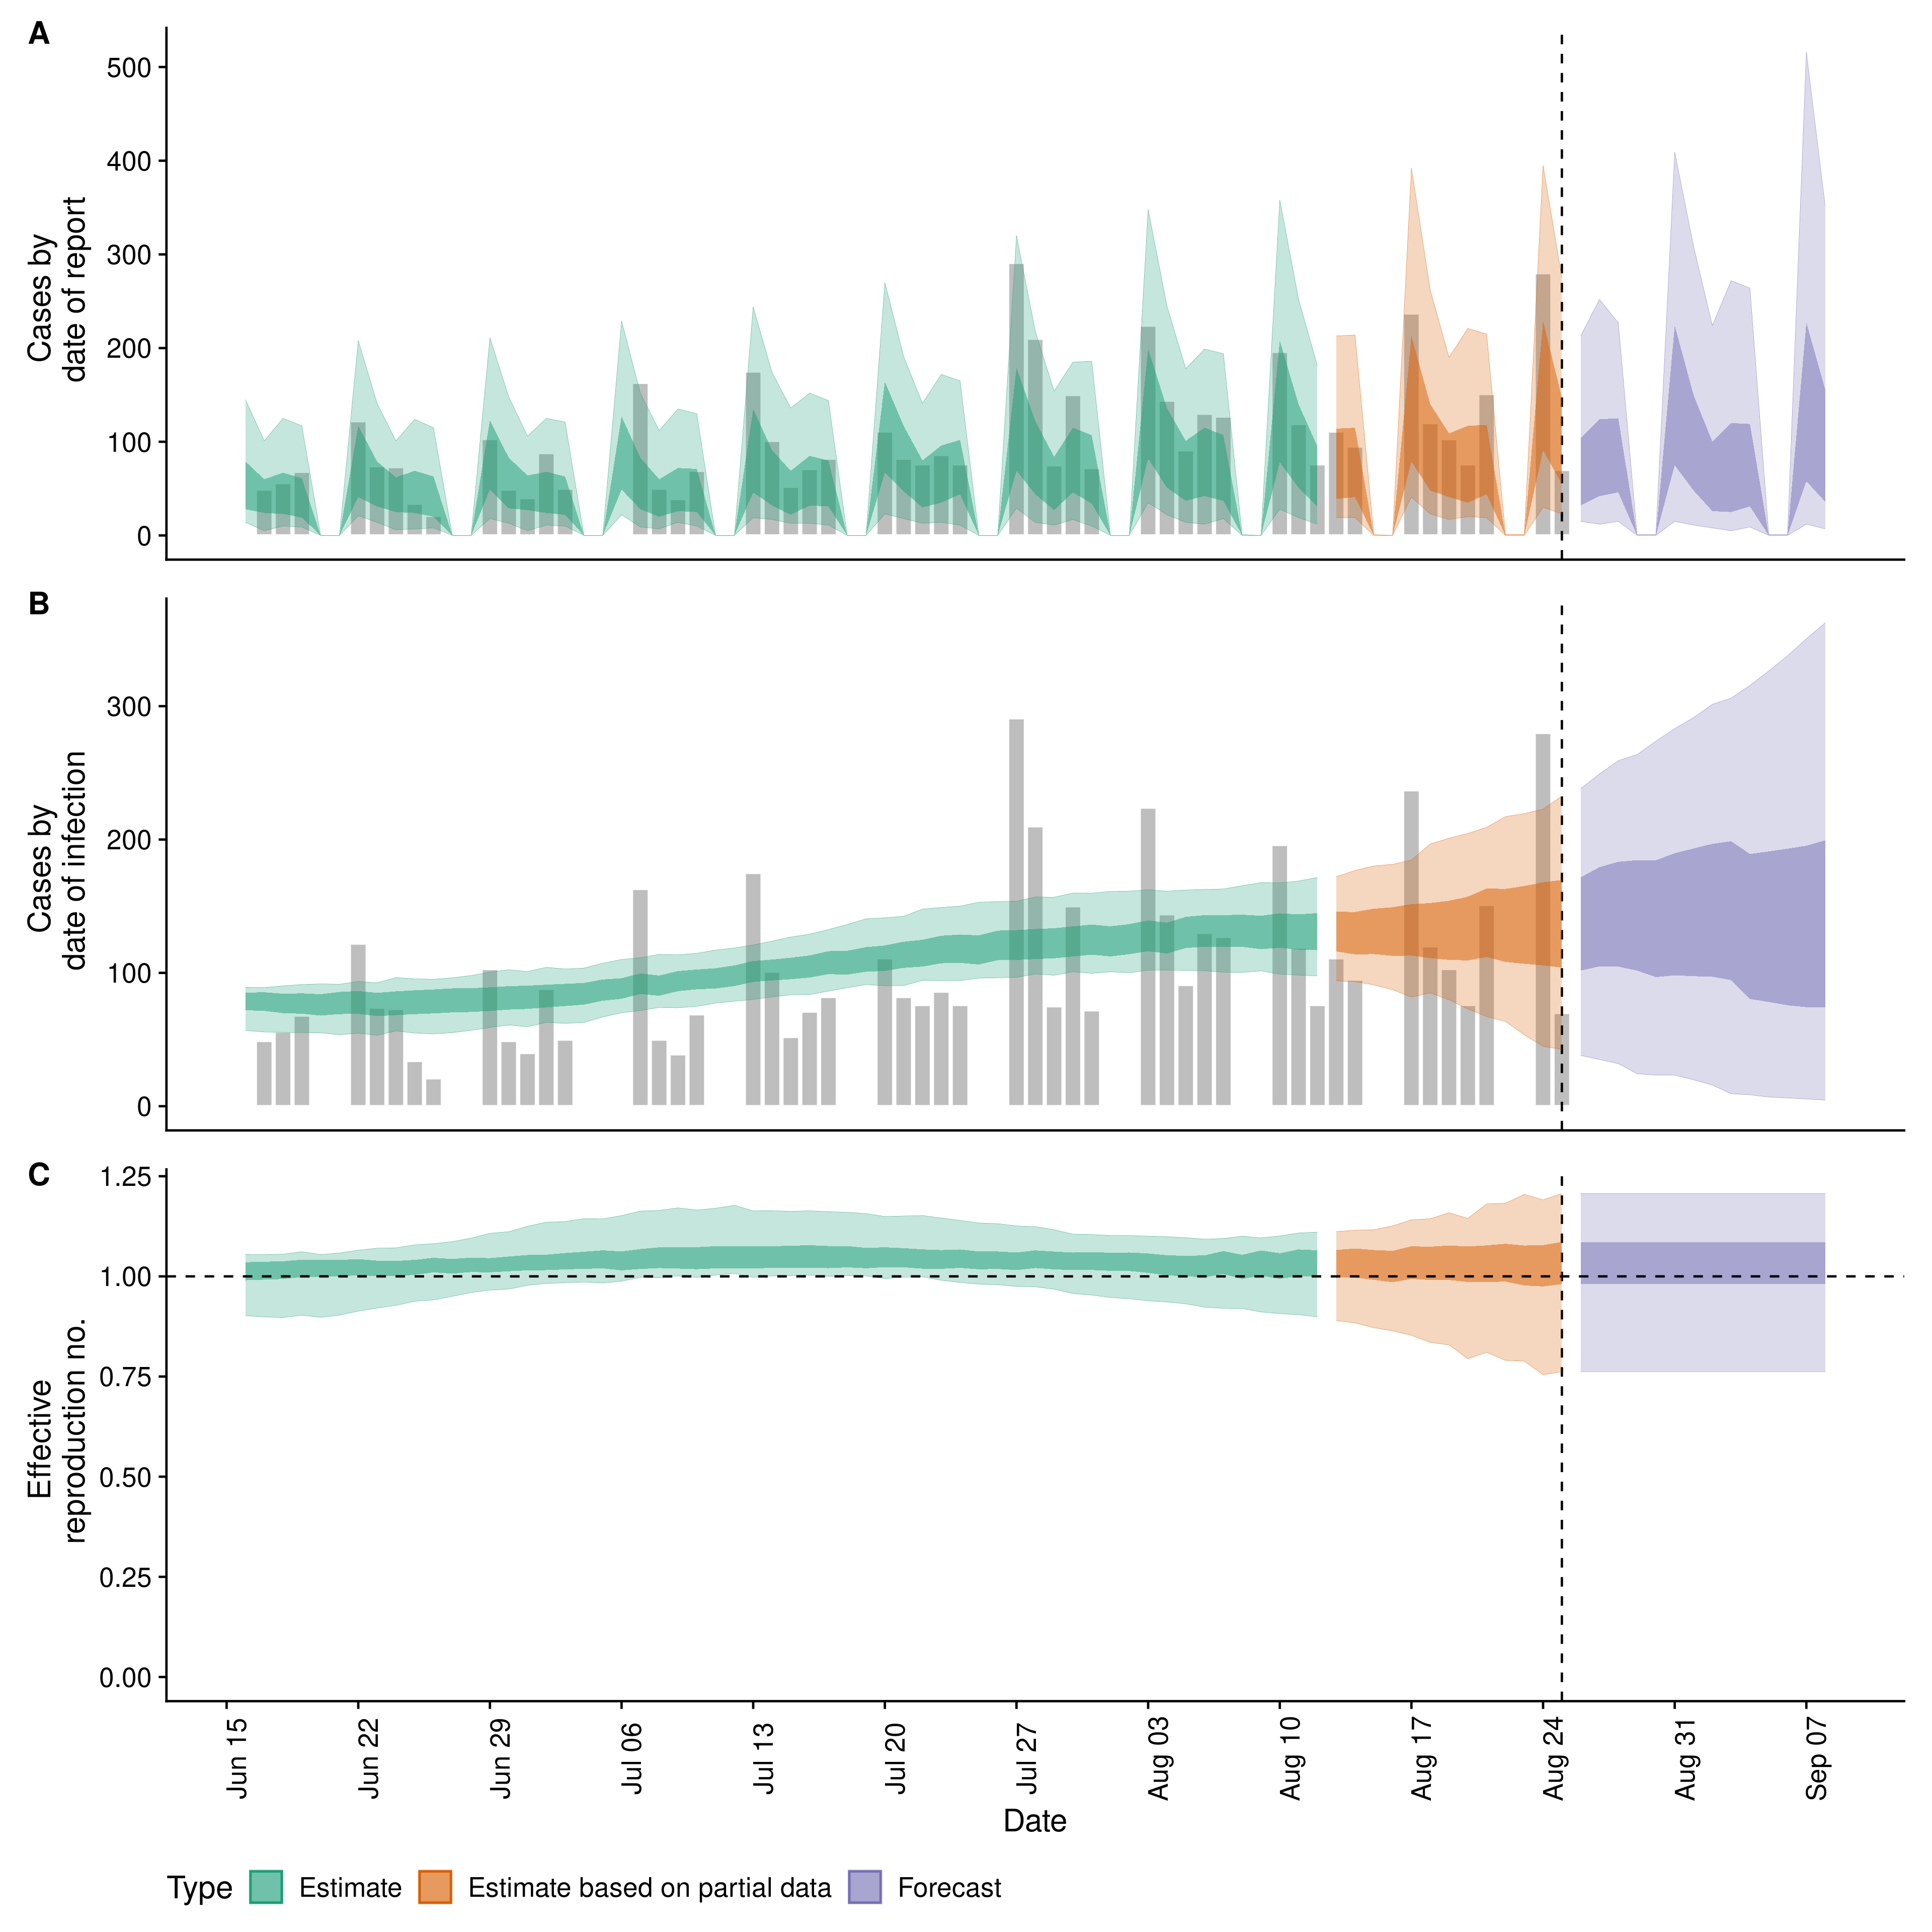 A
500
400
300
200
100
0
Cases by
date of report
B
300
200
100
0
Cases by
date of infection
C
1.25
1.00
0.75
0.50
0.25
0.00
Effective
reproduction no.
Jun 15
Jun 22
Jun 29
Jul 06
Jul 13
Jul 20
Jul 27
Aug 03
Aug 10
Aug 17
Aug 24
Aug 31
Sep 07
Date
Type Estimate Estimate based on partial data Forecast